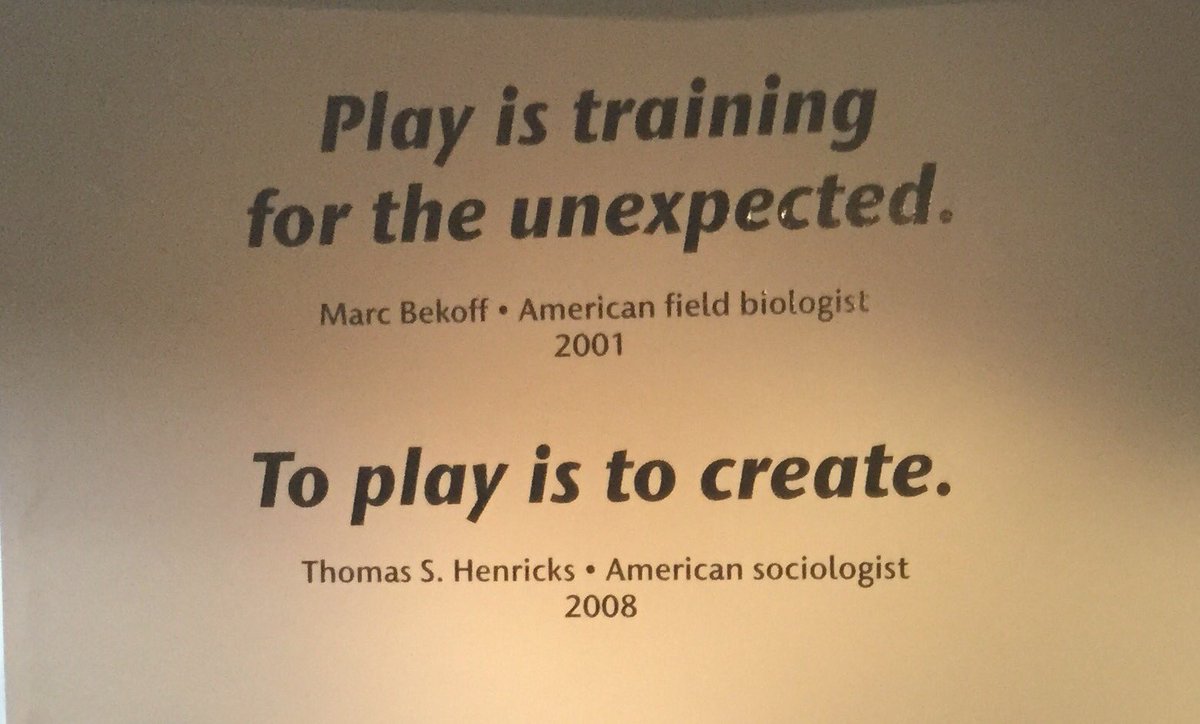 Play is training
for the unexpected.
Marc Bekoff • American field biologist
2001
To play is to create.
Thomas S. Henricks • American sociologist
2008